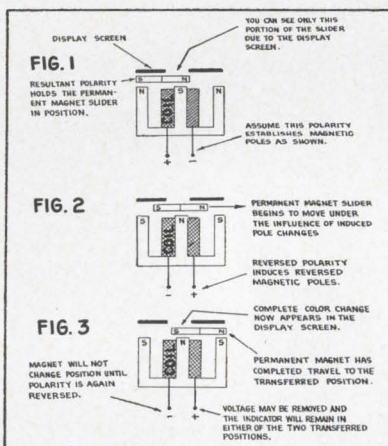 DISPLAY SCREEN
YOU CAN SEE ONLY THIS
PORTION OF THE SLIDER
DUE TO THE DISPLAY
SCREEN.
FIG. 1
S N
RESULTANT POLARITY
HOLDS THE PERMAN-
ENT MAGNET SLIDER
IN POSITION.
N S N
COIL
ASSUME THIS POLARITY
ESTABLISHES MAGNETIC
POLES AS SHOWN.
+ −
FIG. 2
S N
PERMANENT MAGNET SLIDER
BEGINS TO MOVE UNDER
THE INFLUENCE OF INDUCED
POLE CHANGES
S N S
COIL
REVERSED POLARITY
INDUCES REVERSED
MAGNETIC POLES.
− +
COMPLETE COLOR CHANGE
NOW APPEARS IN THE
DISPLAY SCREEN.
FIG. 3
S N
S N S
COIL
PERMANENT MAGNET HAS
COMPLETED TRAVEL TO THE
TRANSFERRED POSITION.
MAGNET WILL NOT
CHANGE POSITION UNTIL
POLARITY IS AGAIN
REVERSED.
− +
VOLTAGE MAY BE REMOVED AND
THE INDICATOR WILL REMAIN IN
EITHER OF THE TWO TRANSFERRED
POSITIONS.